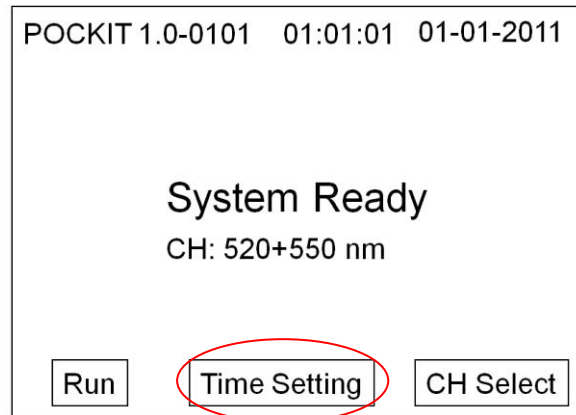 POCKIT 1.0-0101 01:01:01 01-01-2011
System Ready
CH: 520+550 nm
Run Time Setting CH Select